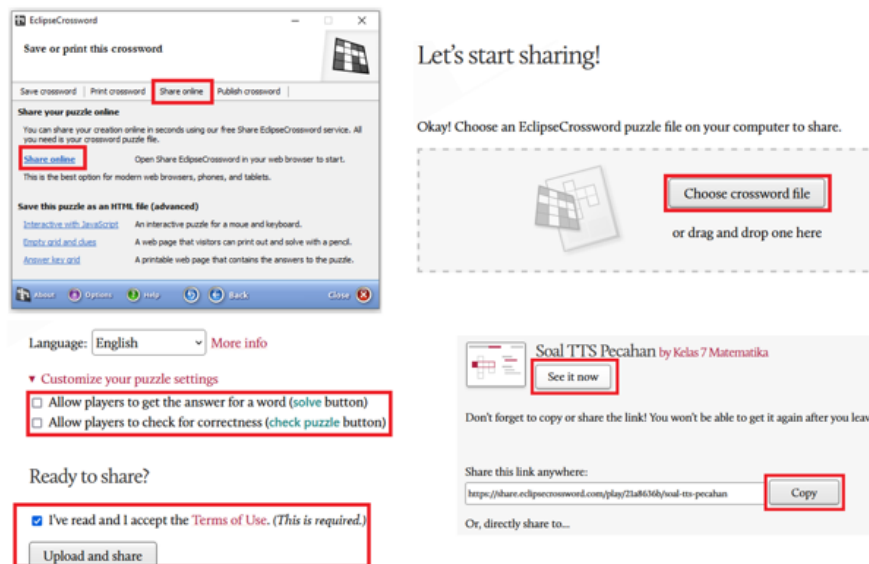 EclipseCrossword
Save or print this crossword
Save crossword Print crossword Share online Publish crossword
Share your puzzle online
You can share your creation online in seconds using our free Share EclipseCrossword service. All
you need is your crossword puzzle file.
Share online Open Share EclipseCrossword in your web browser to start.
This is the best option for modern web browsers, phones, and tablets.
Save this puzzle as an HTML file (advanced)
Interactive with JavaScript An interactive puzzle for a moue and keyboard.
Empty grid and clues A web page that visitors can print out and solve with a pencil.
Answer key grid A printable web page that contains the answers to the puzzle.
About Options Help Back Close
Let's start sharing!
Okay! Choose an EclipseCrossword puzzle file on your computer to share.
Choose crossword file
or drag and drop one here
Language: English More info
▾ Customize your puzzle settings
Allow players to get the answer for a word (solve button)
Allow players to check for correctness (check puzzle button)
Ready to share?
I've read and I accept the Terms of Use. (This is required.)
Upload and share
Soal TTS Pecahan by Kelas 7 Matematika
See it now
Don't forget to copy or share the link! You won't be able to get it again after you leav
Share this link anywhere:
https://share.eclipsecrossword.com/play/21a8636b/soal-tts-pecahan Copy
Or, directly share to...